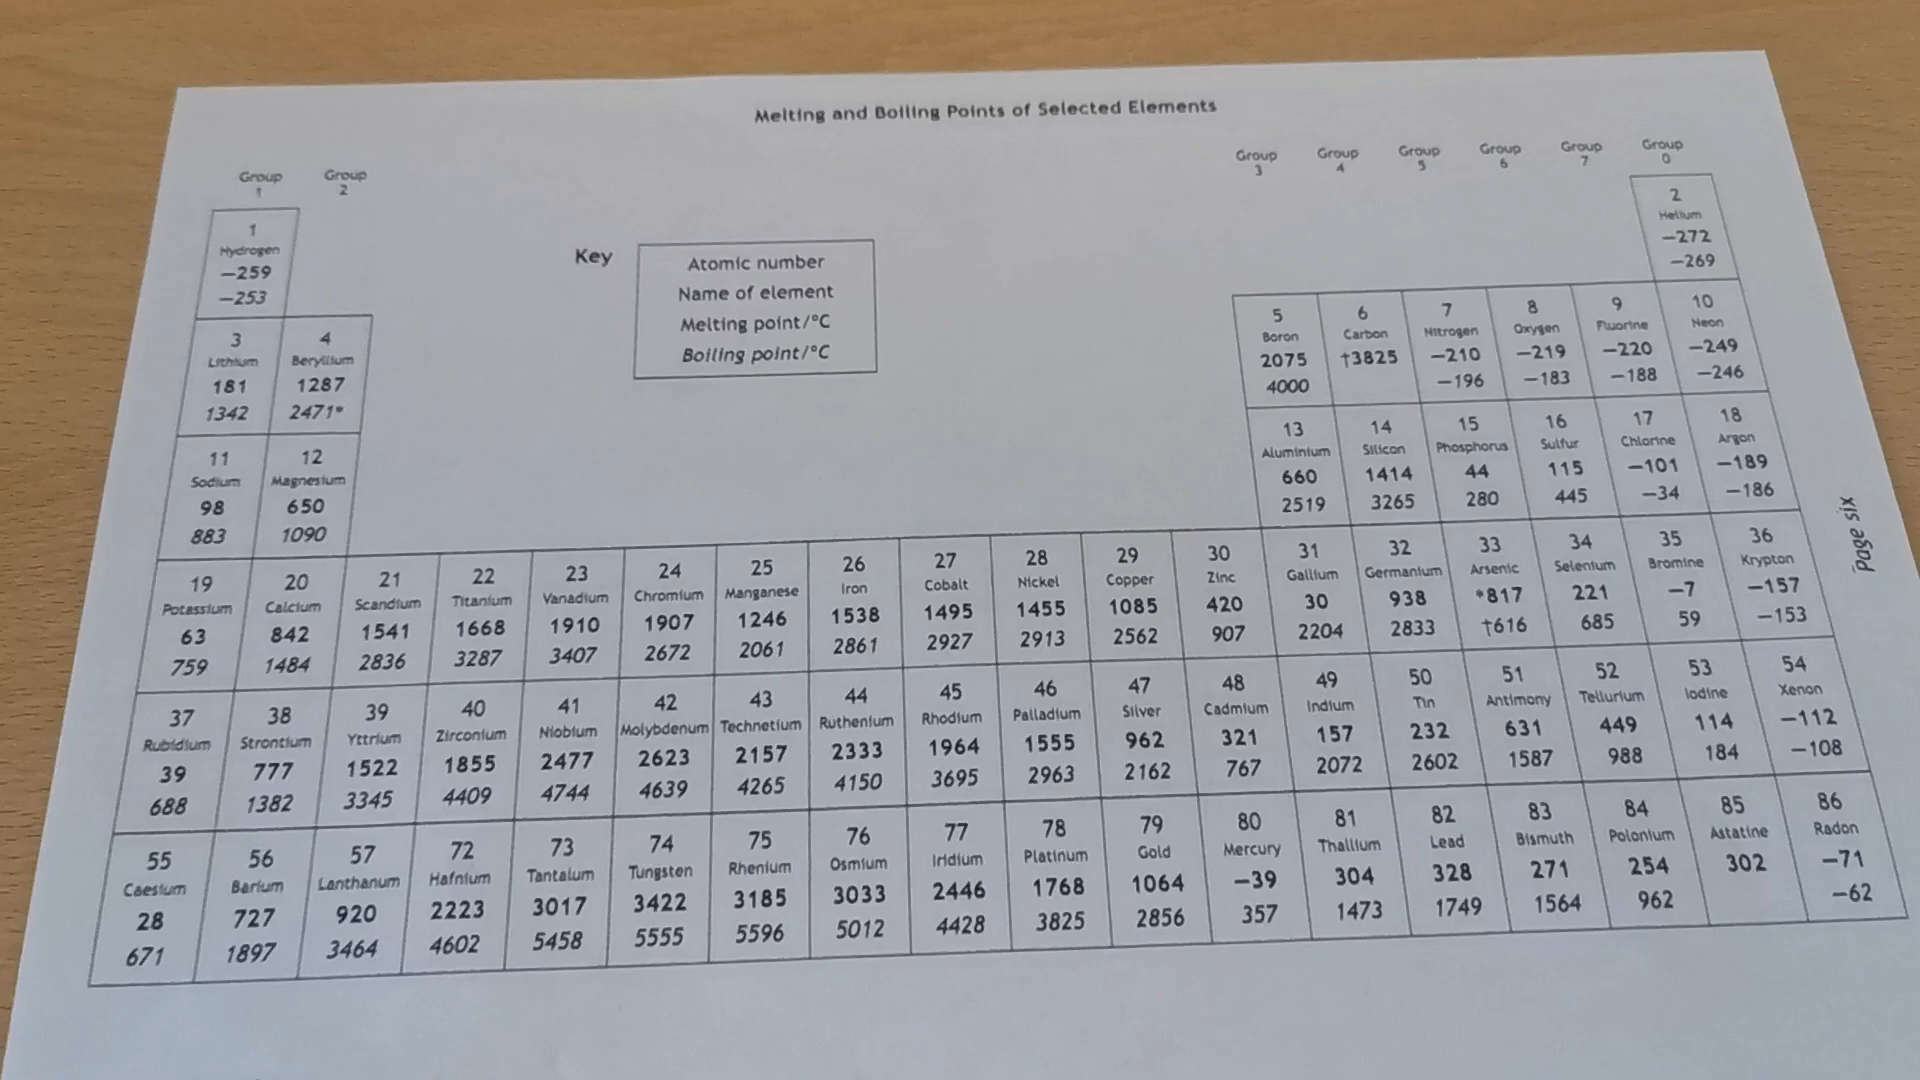 Melting and Boiling Points of Selected Elements
Group 1
Group 2
Group 3
Group 4
Group 5
Group 6
Group 7
Group 0
Key
Atomic number
Name of element
Melting point/°C
Boiling point/°C
1
Hydrogen
−259
−253
2
Helium
−272
−269
3
Lithium
181
1342
4
Beryllium
1287
2471*
5
Boron
2075
4000
6
Carbon
†3825
7
Nitrogen
−210
−196
8
Oxygen
−219
−183
9
Fluorine
−220
−188
10
Neon
−249
−246
11
Sodium
98
883
12
Magnesium
650
1090
13
Aluminium
660
2519
14
Silicon
1414
3265
15
Phosphorus
44
280
16
Sulfur
115
445
17
Chlorine
−101
−34
18
Argon
−189
−186
19
Potassium
63
759
20
Calcium
842
1484
21
Scandium
1541
2836
22
Titanium
1668
3287
23
Vanadium
1910
3407
24
Chromium
1907
2672
25
Manganese
1246
2061
26
Iron
1538
2861
27
Cobalt
1495
2927
28
Nickel
1455
2913
29
Copper
1085
2562
30
Zinc
420
907
31
Gallium
30
2204
32
Germanium
938
2833
33
Arsenic
*817
†616
34
Selenium
221
685
35
Bromine
−7
59
36
Krypton
−157
−153
37
Rubidium
39
688
38
Strontium
777
1382
39
Yttrium
1522
3345
40
Zirconium
1855
4409
41
Niobium
2477
4744
42
Molybdenum
2623
4639
43
Technetium
2157
4265
44
Ruthenium
2333
4150
45
Rhodium
1964
3695
46
Palladium
1555
2963
47
Silver
962
2162
48
Cadmium
321
767
49
Indium
157
2072
50
Tin
232
2602
51
Antimony
631
1587
52
Tellurium
449
988
53
Iodine
114
184
54
Xenon
−112
−108
55
Caesium
28
671
56
Barium
727
1897
57
Lanthanum
920
3464
72
Hafnium
2223
4602
73
Tantalum
3017
5458
74
Tungsten
3422
5555
75
Rhenium
3185
5596
76
Osmium
3033
5012
77
Iridium
2446
4428
78
Platinum
1768
3825
79
Gold
1064
2856
80
Mercury
−39
357
81
Thallium
304
1473
82
Lead
328
1749
83
Bismuth
271
1564
84
Polonium
254
962
85
Astatine
302
86
Radon
−71
−62
Page six